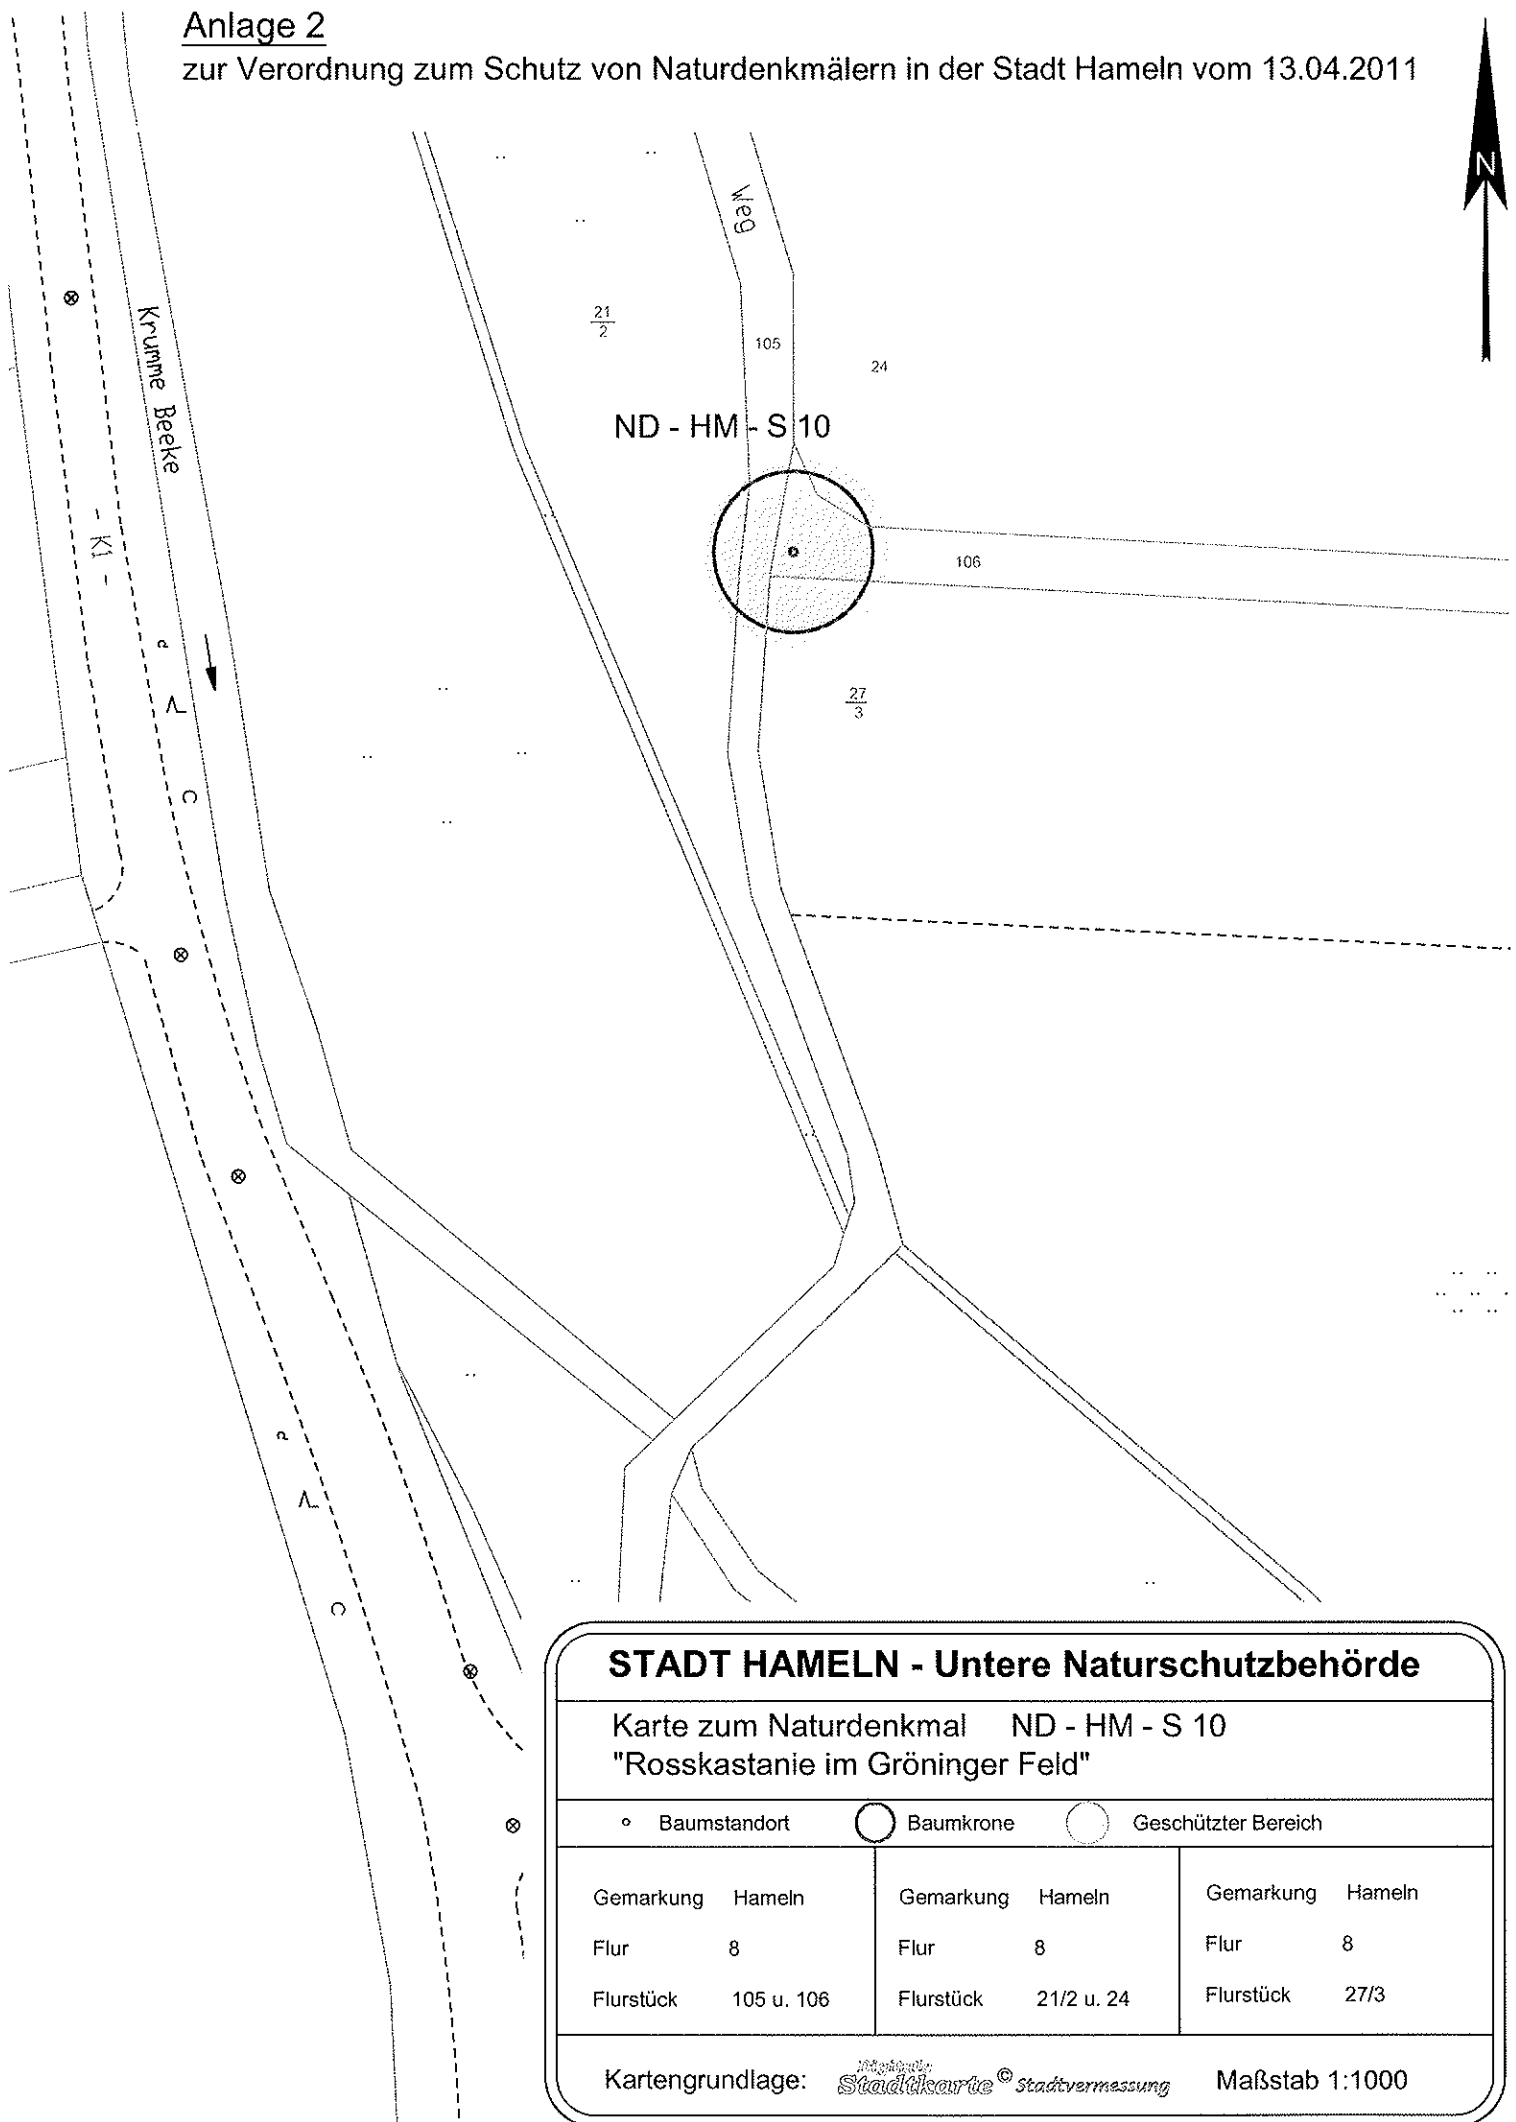 Anlage 2
zur Verordnung zum Schutz von Naturdenkmälern in der Stadt Hameln vom 13.04.2011
N
Weg
21
2
105
24
Krumme Beeke
ND - HM - S 10
- K1 -
106
27
3
STADT HAMELN - Untere Naturschutzbehörde
Karte zum Naturdenkmal ND - HM - S 10
"Rosskastanie im Gröninger Feld"
Baumstandort Baumkrone Geschützter Bereich
Gemarkung Hameln Gemarkung Hameln Gemarkung Hameln
Flur 8 Flur 8 Flur 8
Flurstück 105 u. 106 Flurstück 21/2 u. 24 Flurstück 27/3
Digitale
Kartengrundlage: Stadtkarte © Stadtvermessung Maßstab 1:1000